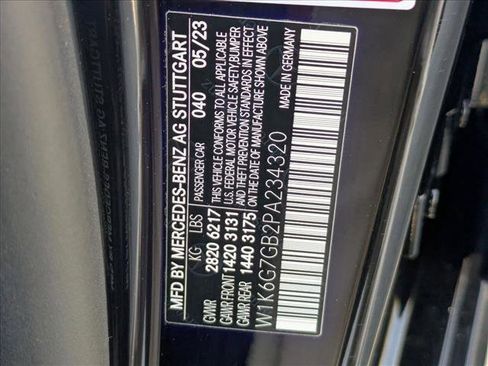 MFD BY MERCEDES-BENZ AG STUTTGART
PASSENGER CAR 040 05/23
KG LBS
GVWR 2820 6217
GAWR FRONT 1420 3131
GAWR REAR 1440 3175
THIS VEHICLE CONFORMS TO ALL APPLICABLE
U.S. FEDERAL MOTOR VEHICLE SAFETY, BUMPER
AND THEFT PREVENTION STANDARDS IN EFFECT
ON THE DATE OF MANUFACTURE SHOWN ABOVE
W1K6G7GB2PA234320
MADE IN GERMANY